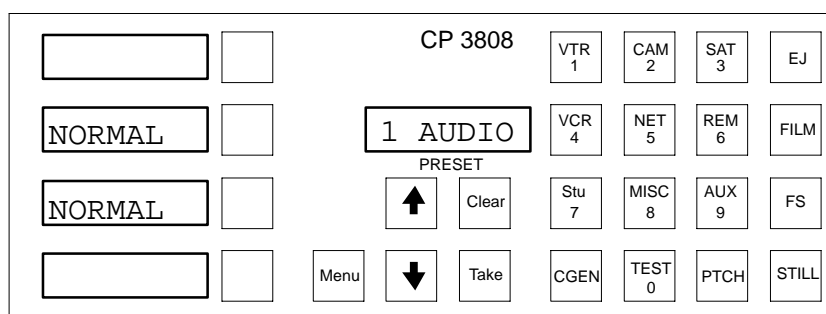 CP 3808
VTR 1
CAM 2
SAT 3
EJ
NORMAL
1 AUDIO
PRESET
VCR 4
NET 5
REM 6
FILM
NORMAL
Clear
Stu 7
MISC 8
AUX 9
FS
Menu
Take
CGEN
TEST 0
PTCH
STILL